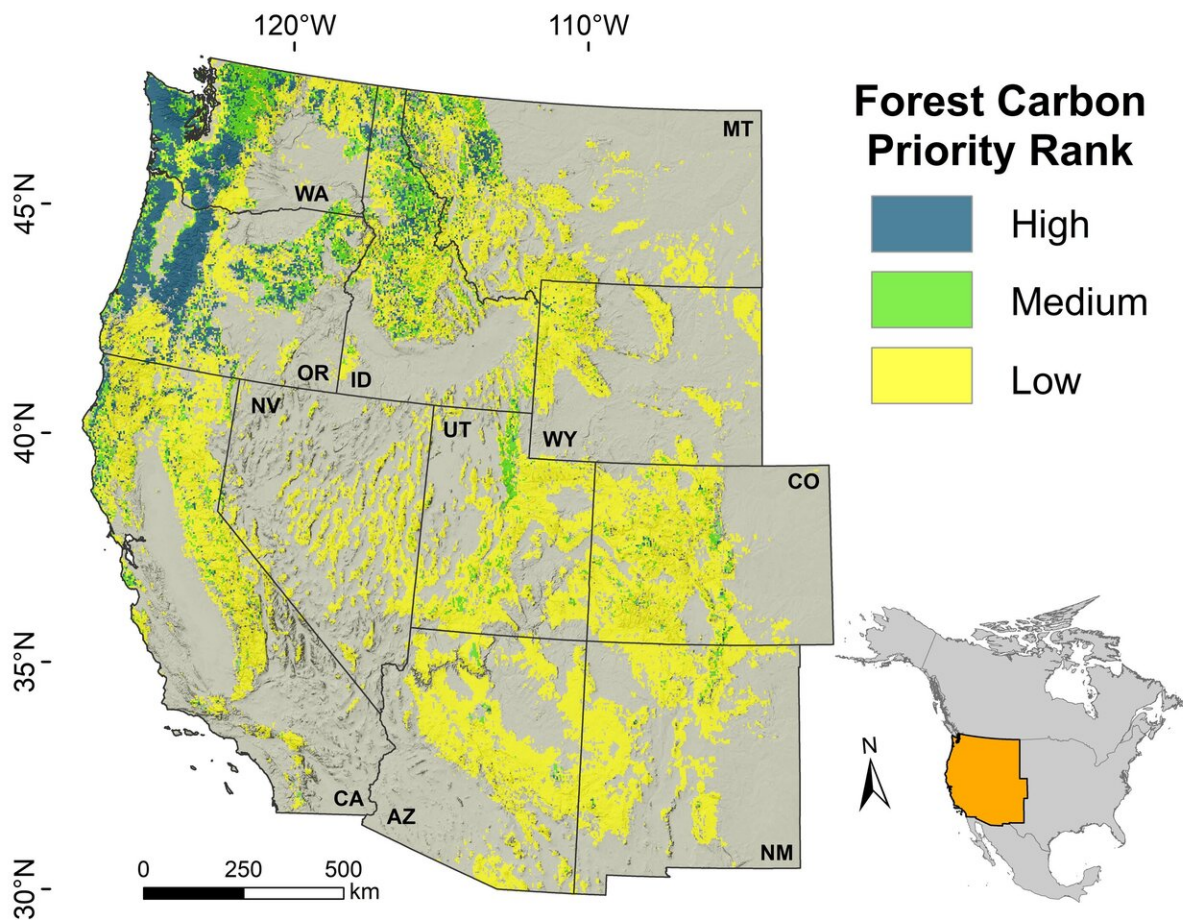 120°W
110°W
Forest Carbon
Priority Rank
High
Medium
Low
45°N
40°N
35°N
30°N
MT
WA
OR
ID
NV
UT
WY
CO
CA
AZ
NM
N
0
250
500
km